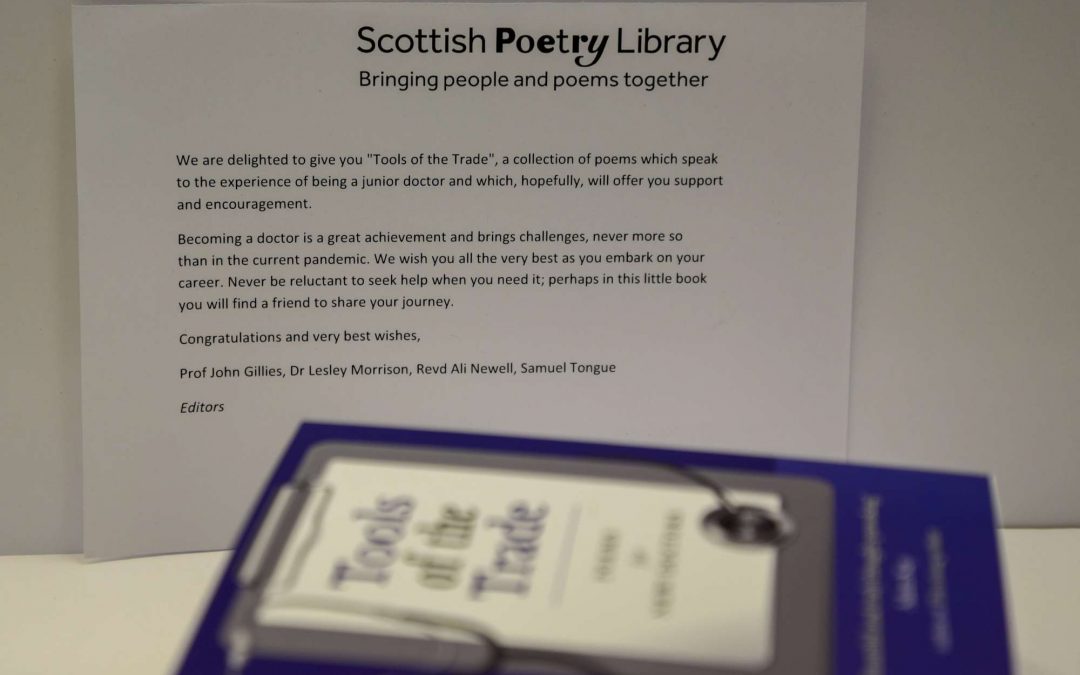 Scottish Poetry Library
Bringing people and poems together
We are delighted to give you "Tools of the Trade", a collection of poems which speak
to the experience of being a junior doctor and which, hopefully, will offer you support
and encouragement.
Becoming a doctor is a great achievement and brings challenges, never more so
than in the current pandemic. We wish you all the very best as you embark on your
career. Never be reluctant to seek help when you need it; perhaps in this little book
you will find a friend to share your journey.
Congratulations and very best wishes,
Prof John Gillies, Dr Lesley Morrison, Revd Ali Newell, Samuel Tongue
Editors
Tools
of the
Trade